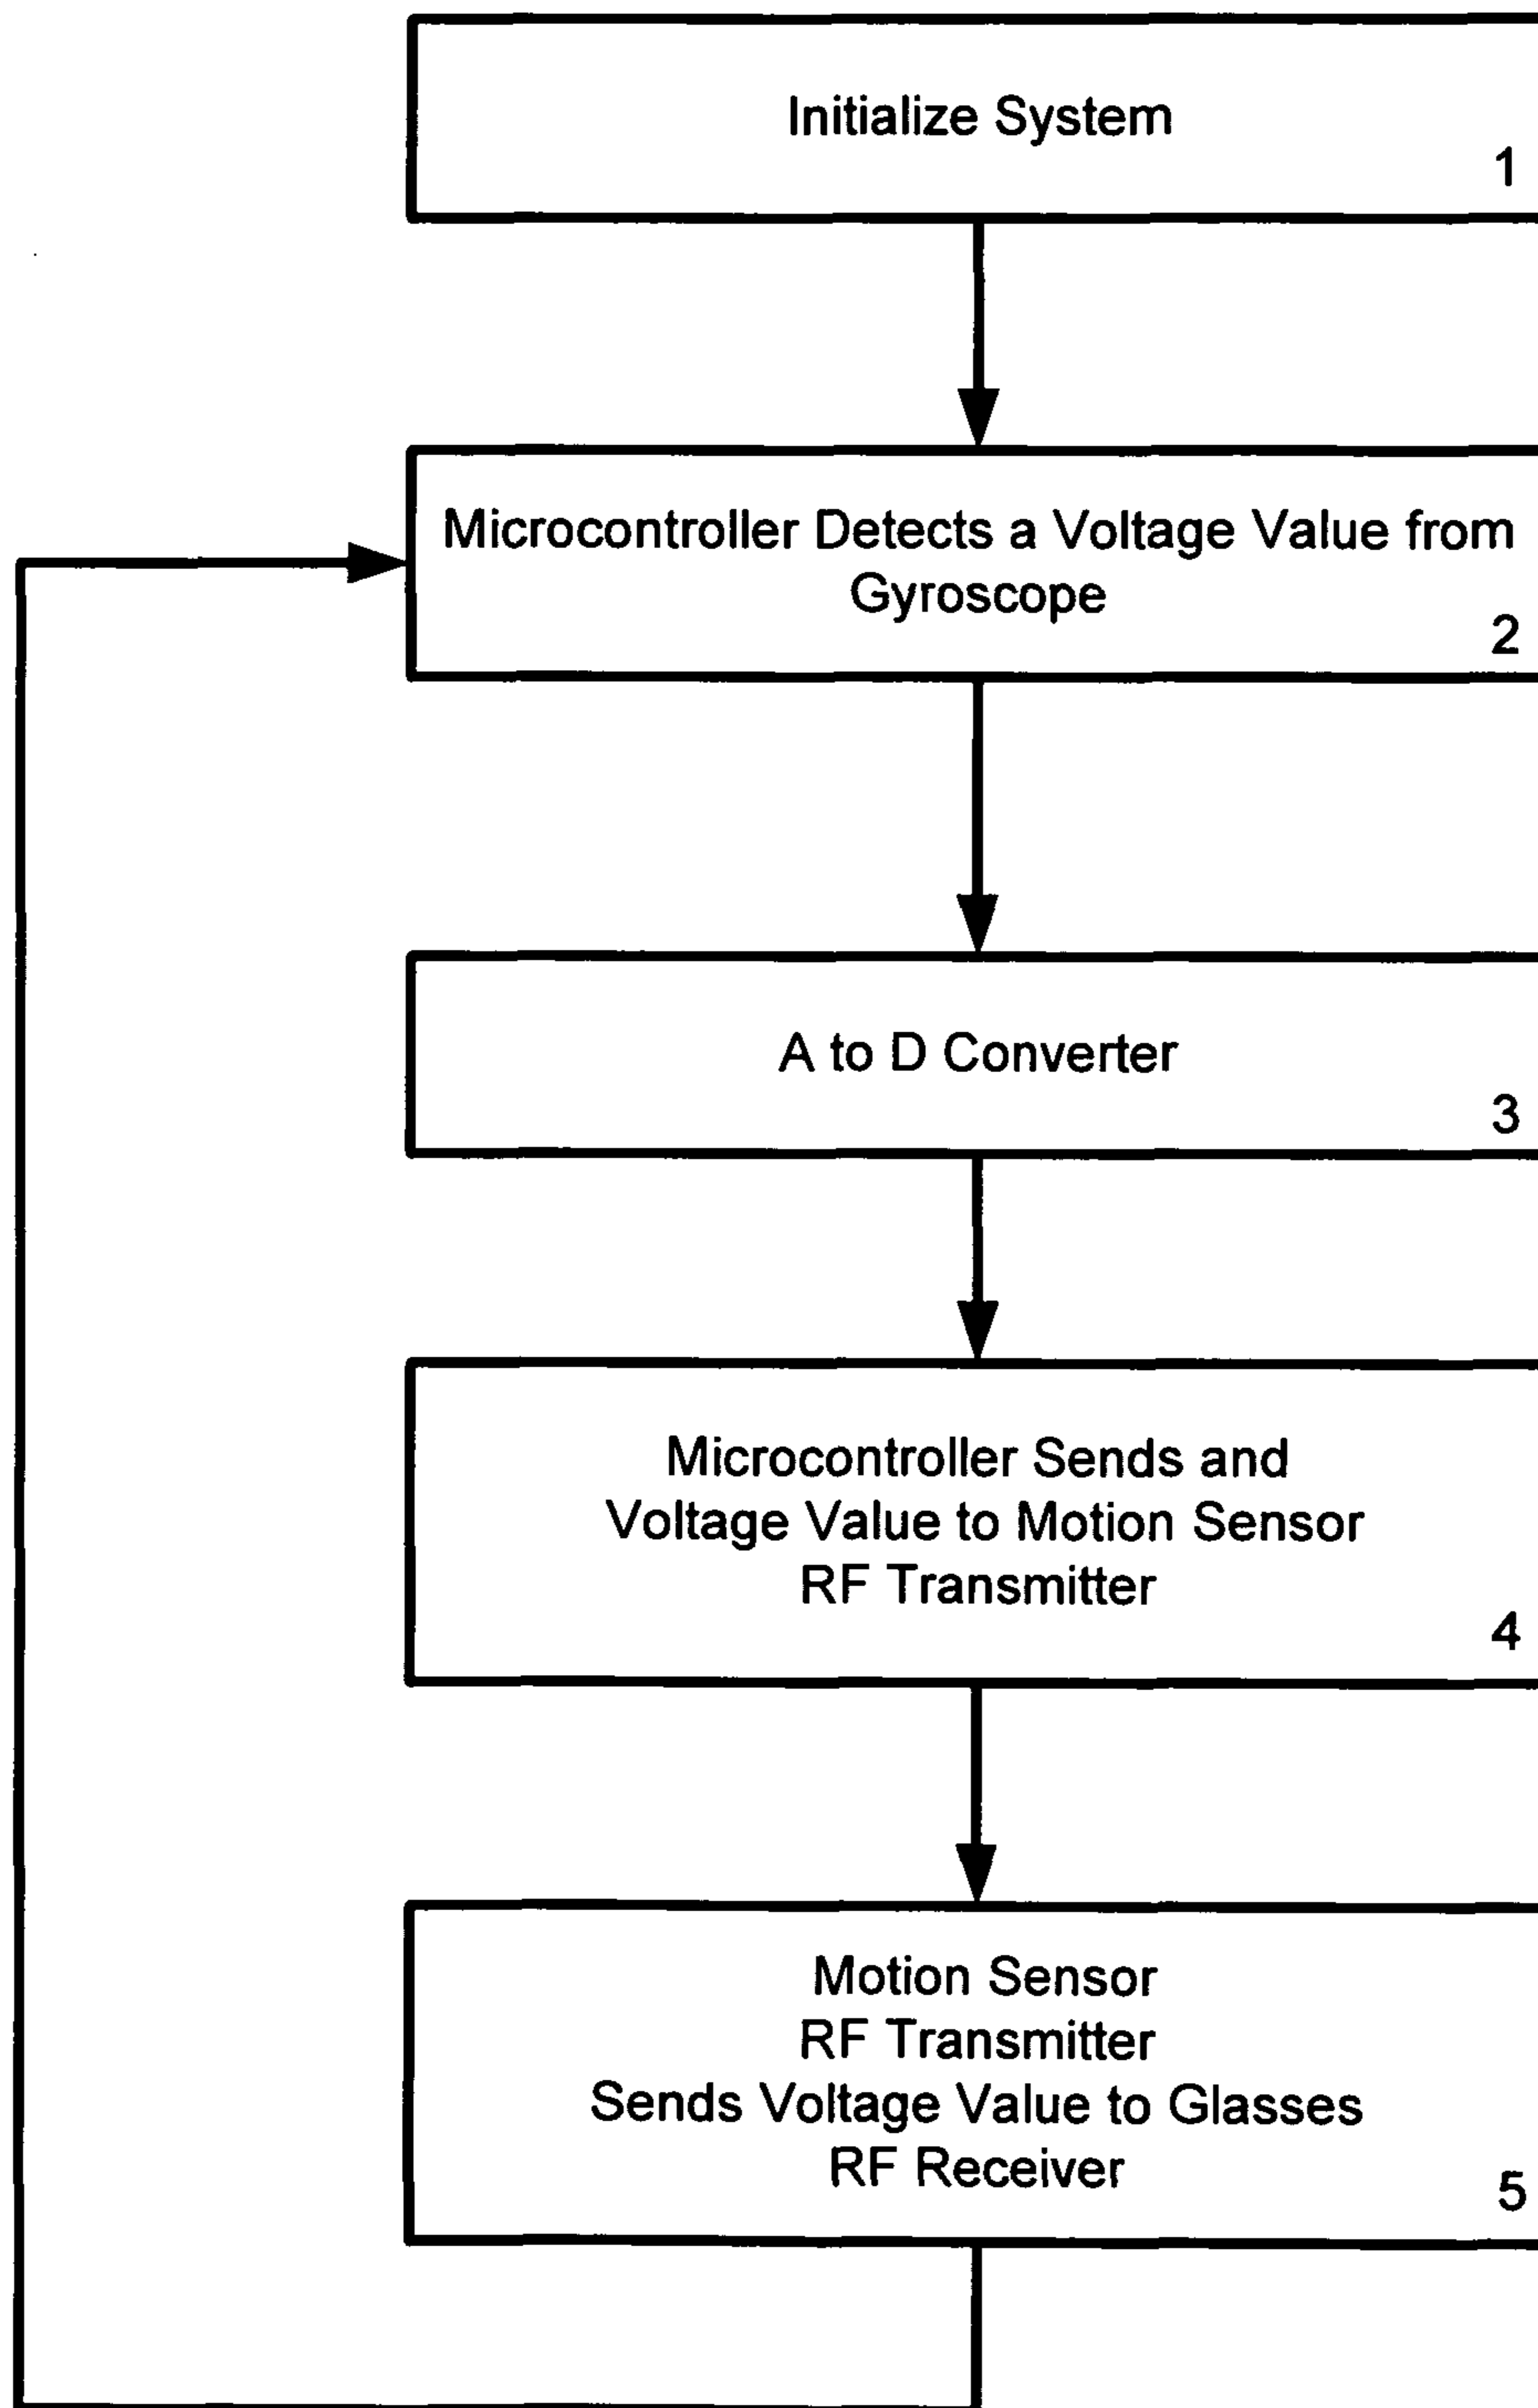 Initialize System
1
Microcontroller Detects a Voltage Value from
Gyroscope
2
A to D Converter
3
Microcontroller Sends and
Voltage Value to Motion Sensor
RF Transmitter
4
Motion Sensor
RF Transmitter
Sends Voltage Value to Glasses
RF Receiver
5